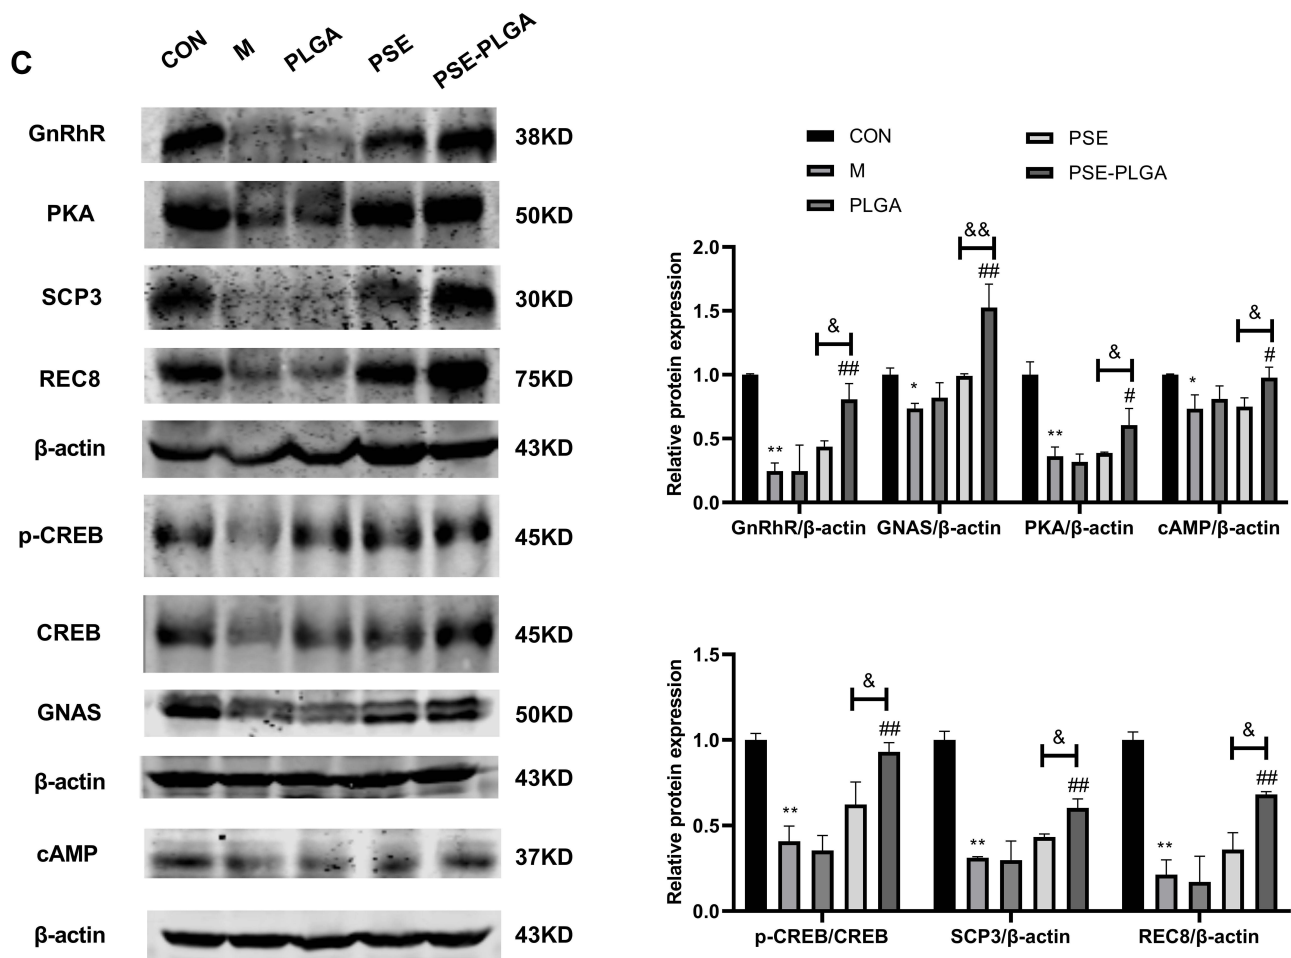 C
CON M PLGA PSE PSE-PLGA
GnRhR 38KD
PKA 50KD
SCP3 30KD
REC8 75KD
β-actin 43KD
p-CREB 45KD
CREB 45KD
GNAS 50KD
β-actin 43KD
cAMP 37KD
β-actin 43KD
CON PSE
M PSE-PLGA
PLGA
Relative protein expression
2.0
1.5
1.0
0.5
0.0
** ## & * ## && ** # & * # &
GnRhR/β-actin GNAS/β-actin PKA/β-actin cAMP/β-actin
Relative protein expression
1.5
1.0
0.5
0.0
** ## & ** ## & ** ## &
p-CREB/CREB SCP3/β-actin REC8/β-actin